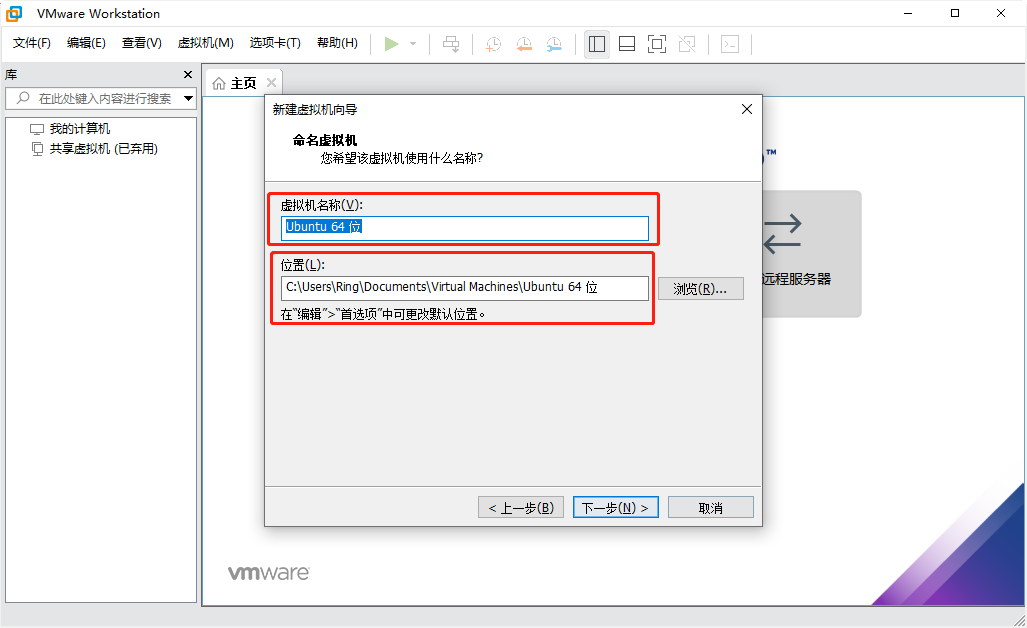 VMware Workstation
文件(F) 编辑(E) 查看(V) 虚拟机(M) 选项卡(T) 帮助(H)
库
在此处键入内容进行搜索
我的计算机
共享虚拟机 (已弃用)
主页
新建虚拟机向导
命名虚拟机
您希望该虚拟机使用什么名称?
™
虚拟机名称(V):
Ubuntu 64 位
位置(L):
C:\Users\Ring\Documents\Virtual Machines\Ubuntu 64 位
浏览(R)...
在“编辑”>“首选项”中可更改默认位置。
远程服务器
< 上一步(B)
下一步(N) >
取消
vmware